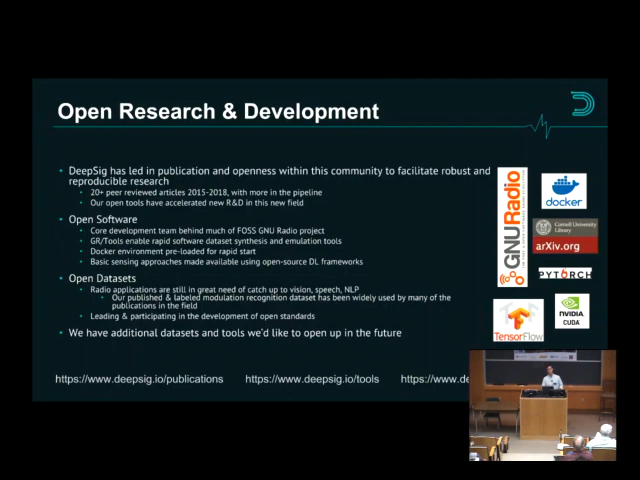 Open Research & Development
DeepSig has led in publication and openness within this community to facilitate robust and
reproducible research
20+ peer reviewed articles 2015-2018, with more in the pipeline
Our open tools have accelerated new R&D in this new field
Open Software
Core development team behind much of FOSS GNU Radio project
GR/Tools enable rapid software dataset synthesis and emulation tools
Docker environment pre-loaded for rapid start
Basic sensing approaches made available using open-source DL frameworks
Open Datasets
Radio applications are still in great need of catch up to vision, speech, NLP
Our published & labeled modulation recognition dataset has been widely used by many of the
publications in the field
Leading & participating in the development of open standards
We have additional datasets and tools we'd like to open up in the future
https://www.deepsig.io/publications
https://www.deepsig.io/tools
https://www.de
GNURadio
docker
Cornell University
Library
arXiv.org
PYTORCH
TensorFlow
NVIDIA
CUDA